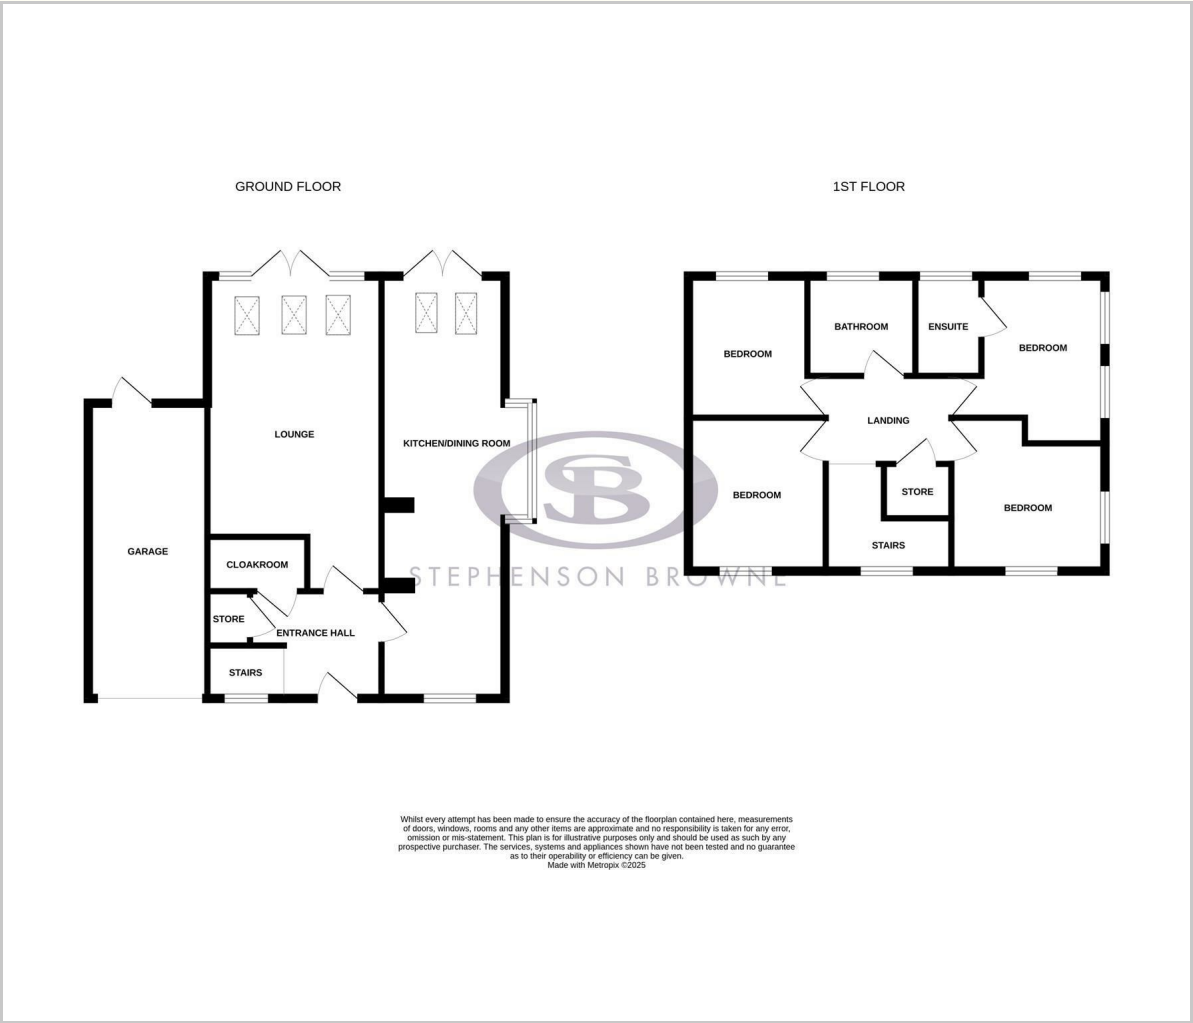 GROUND FLOOR
1ST FLOOR
LOUNGE
KITCHEN/DINING ROOM
GARAGE
CLOAKROOM
STORE
ENTRANCE HALL
STAIRS
BEDROOM
BATHROOM
ENSUITE
BEDROOM
LANDING
BEDROOM
STORE
BEDROOM
STAIRS
SB
STEPHENSON BROWNE
Whilst every attempt has been made to ensure the accuracy of the floorplan contained here, measurements
of doors, windows, rooms and any other items are approximate and no responsibility is taken for any error,
omission or mis-statement. This plan is for illustrative purposes only and should be used as such by any
prospective purchaser. The services, systems and appliances shown have not been tested and no guarantee
as to their operability or efficiency can be given.
Made with Metropix ©2025